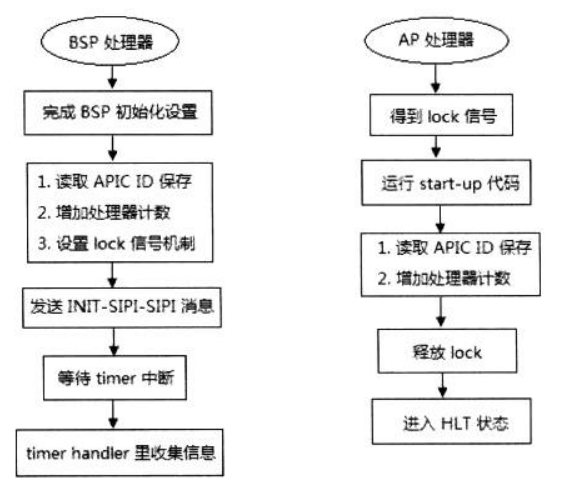 BSP 处理器
完成 BSP 初始化设置
1. 读取 APIC ID 保存
2. 增加处理器计数
3. 设置 lock 信号机制
发送 INIT-SIPI-SIPI 消息
等待 timer 中断
timer handler 里收集信息
AP 处理器
得到 lock 信号
运行 start-up 代码
1. 读取 APIC ID 保存
2. 增加处理器计数
释放 lock
进入 HLT 状态